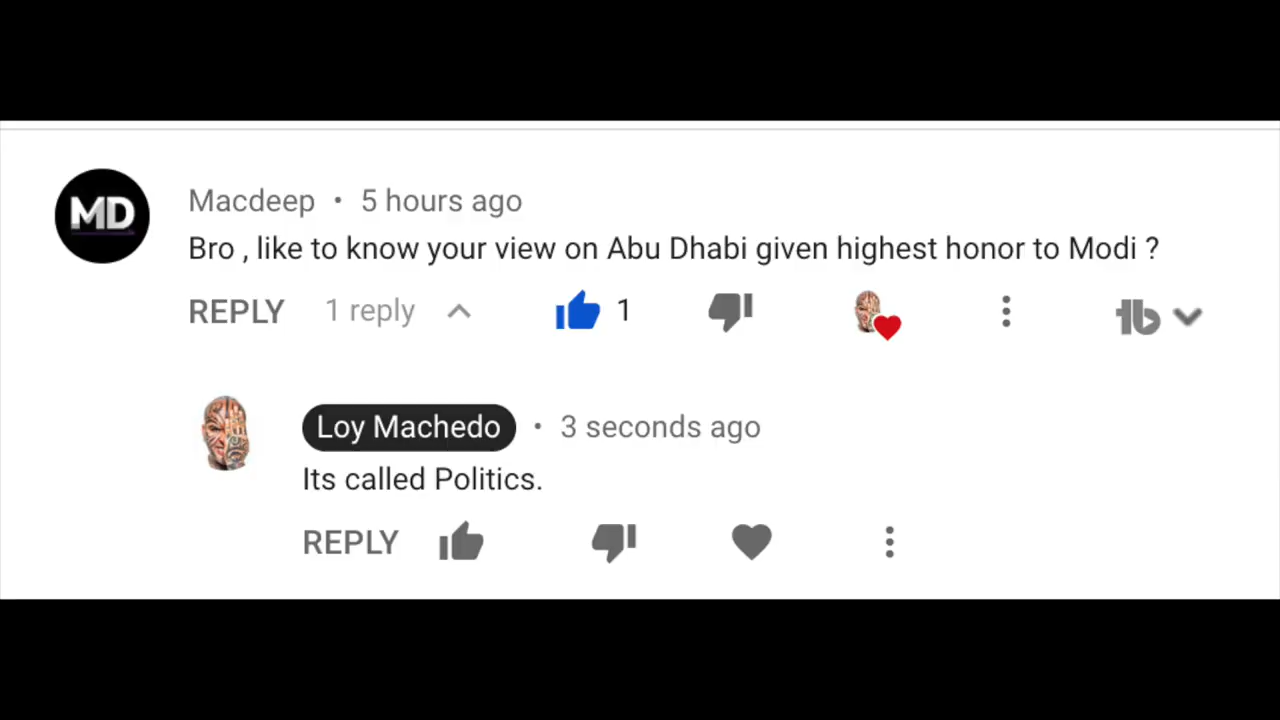 MD
Macdeep • 5 hours ago
Bro , like to know your view on Abu Dhabi given highest honor to Modi ?
REPLY 1 reply 1 tb
Loy Machedo • 3 seconds ago
Its called Politics.
REPLY